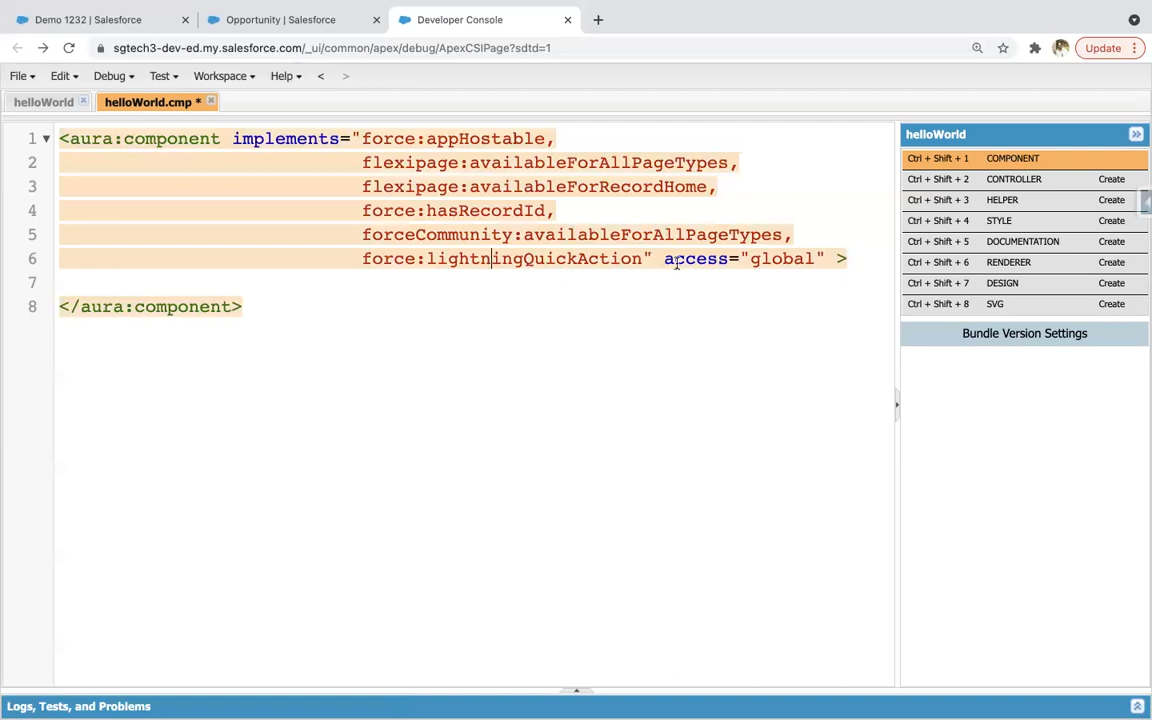 Demo 1232 | Salesforce
Opportunity | Salesforce
Developer Console
sgtech3-dev-ed.my.salesforce.com/_ui/common/apex/debug/ApexCSIPage?sdtd=1
Update
File Edit Debug Test Workspace Help < >
helloWorld
helloWorld.cmp *
1 <aura:component implements="force:appHostable,
2 flexipage:availableForAllPageTypes,
3 flexipage:availableForRecordHome,
4 force:hasRecordId,
5 forceCommunity:availableForAllPageTypes,
6 force:lightningQuickAction" access="global" >
7
8 </aura:component>
helloWorld
Ctrl + Shift + 1 COMPONENT
Ctrl + Shift + 2 CONTROLLER Create
Ctrl + Shift + 3 HELPER Create
Ctrl + Shift + 4 STYLE Create
Ctrl + Shift + 5 DOCUMENTATION Create
Ctrl + Shift + 6 RENDERER Create
Ctrl + Shift + 7 DESIGN Create
Ctrl + Shift + 8 SVG Create
Bundle Version Settings
Logs, Tests, and Problems